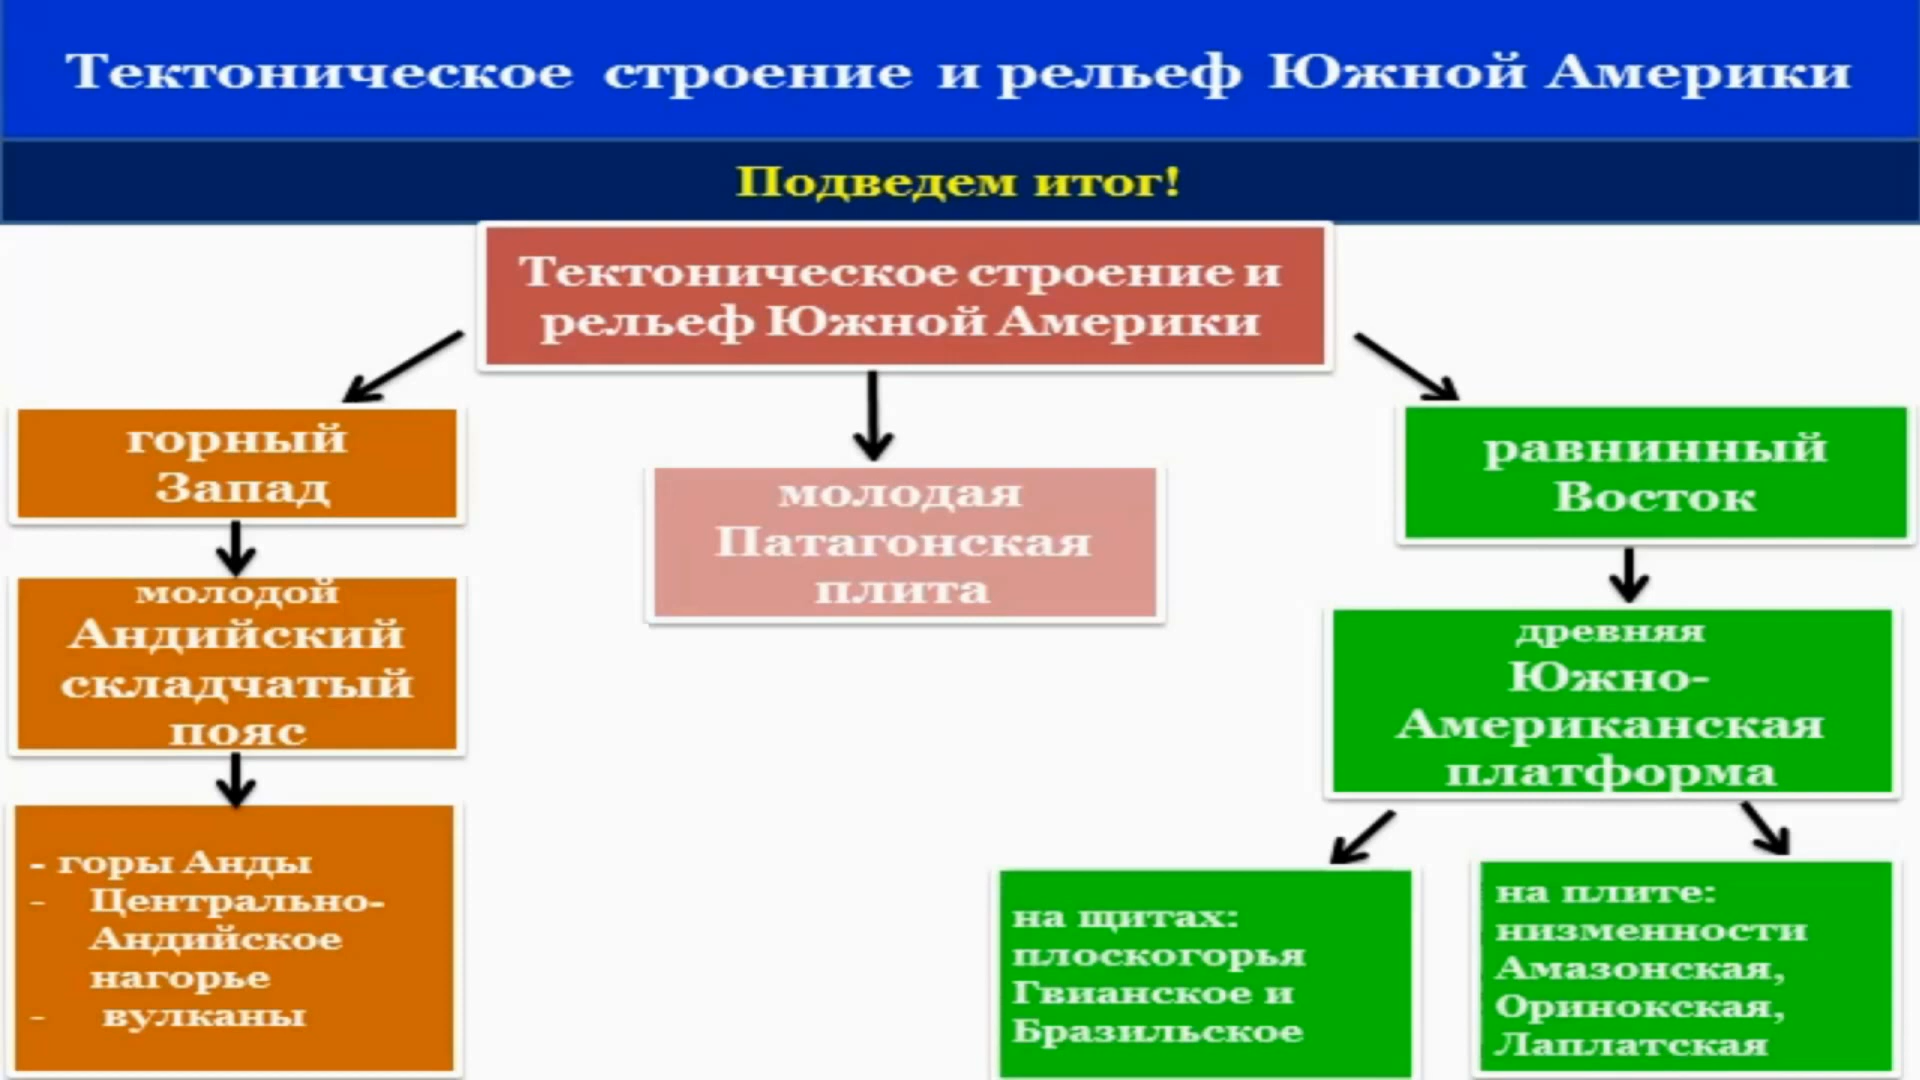 Тектоническое строение и рельеф Южной Америки
Подведем итог!
Тектоническое строение и
рельеф Южной Америки
горный
Запад
молодой
Андийский
складчатый
пояс
- горы Анды
- Центрально-
Андийское
нагорье
- вулканы
молодая
Патагонская
плита
равнинный
Восток
древняя
Южно-
Американская
платформа
на щитах:
плоскогорья
Гвианское и
Бразильское
на плите:
низменности
Амазонская,
Оринокская,
Лаплатская